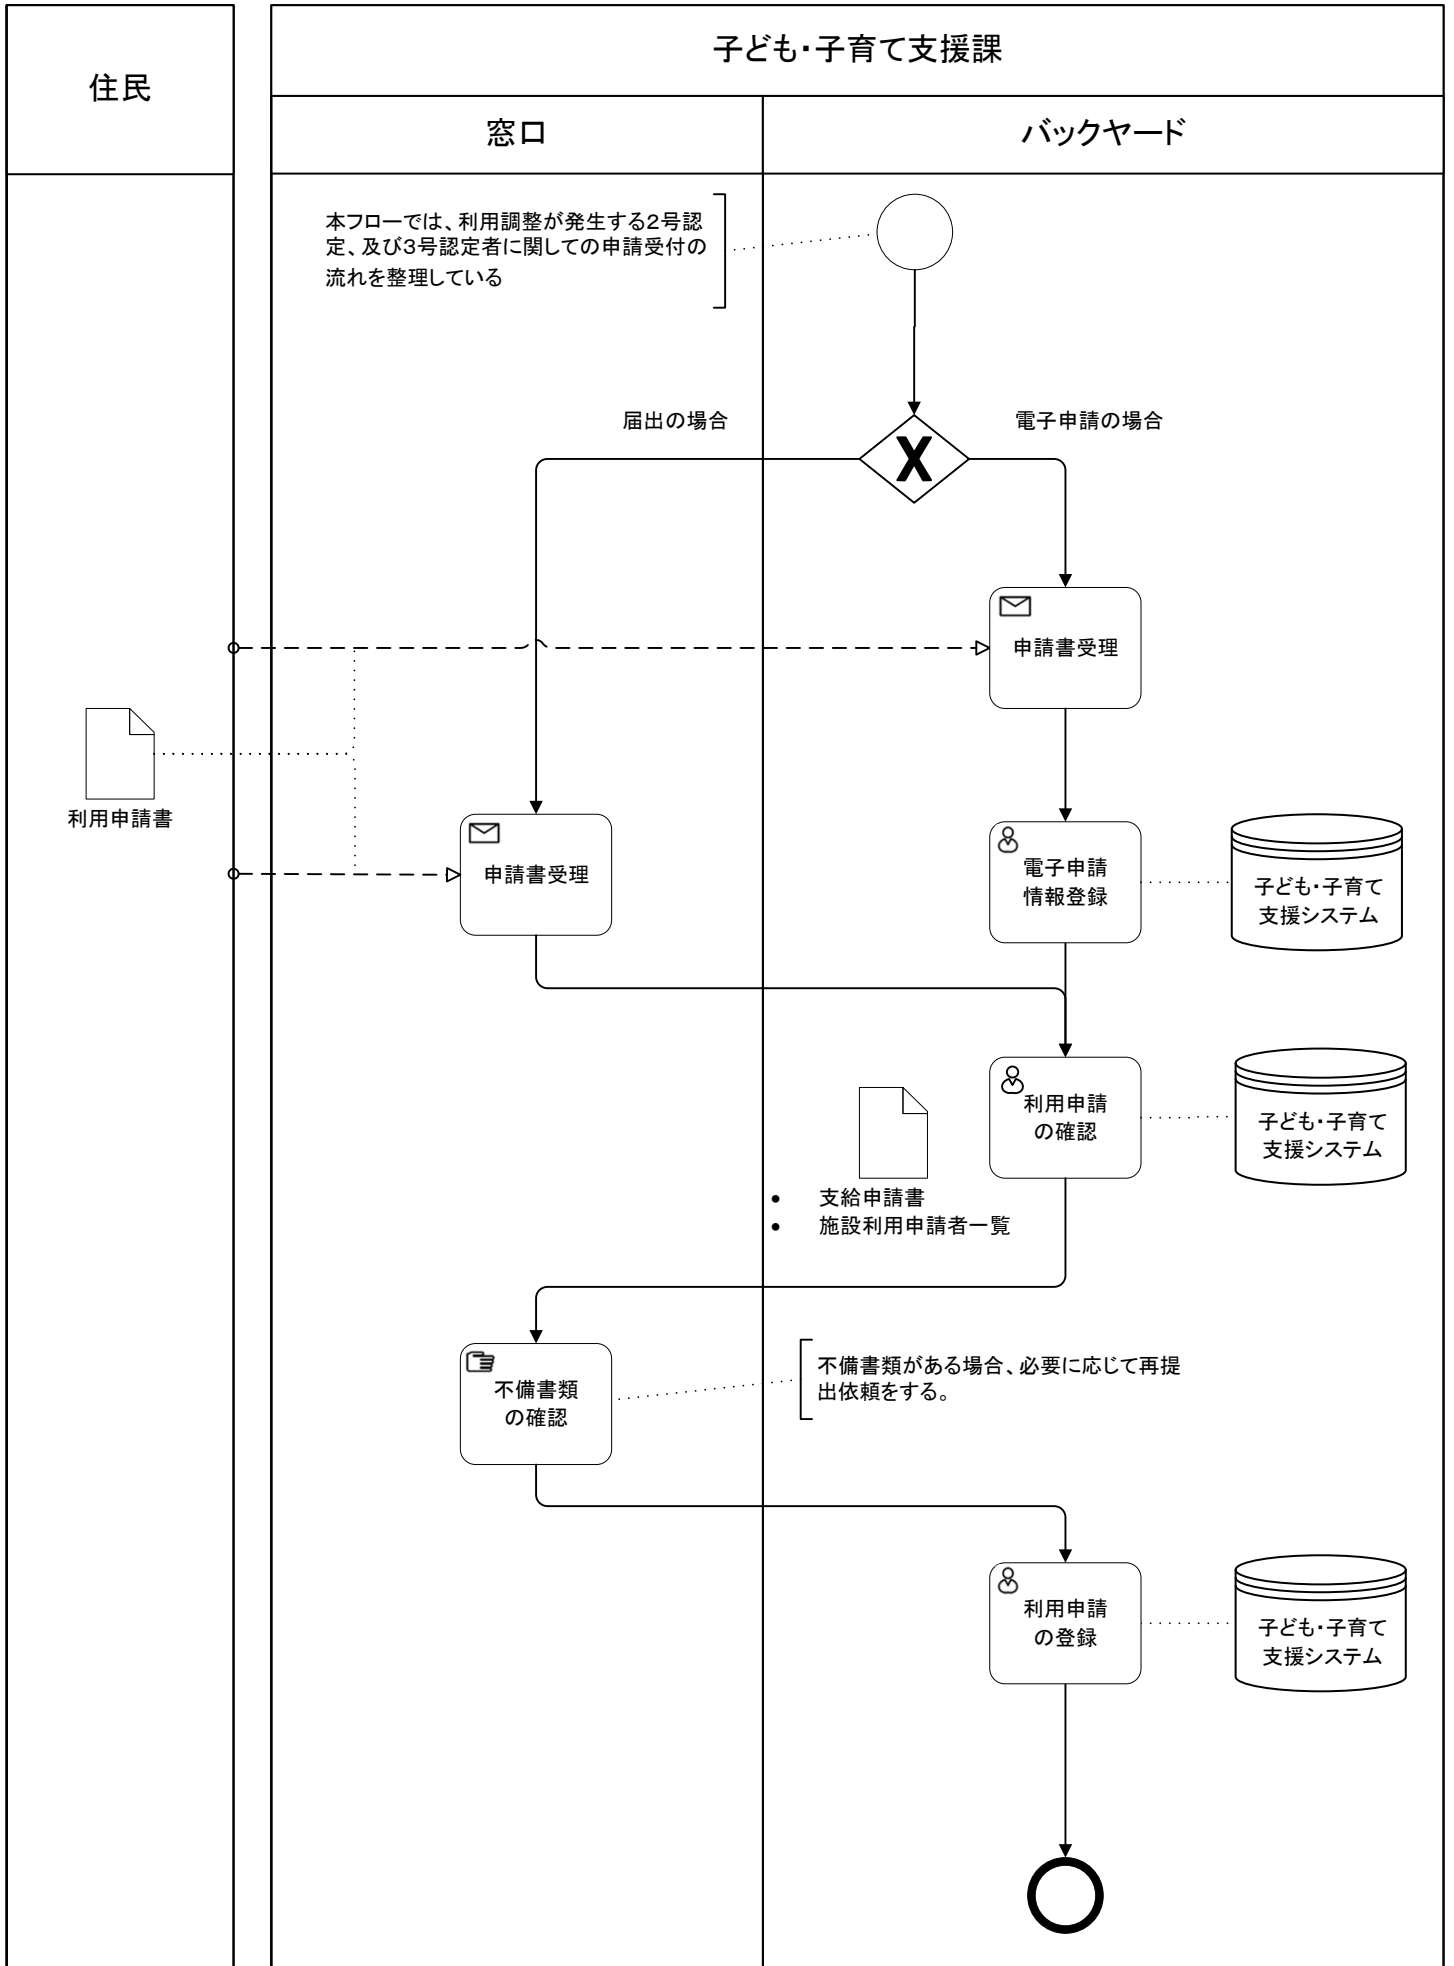 住民
子ども・子育て支援課
窓口
バックヤード
本フローでは、利用調整が発生する2号認
定、及び3号認定者に関しての申請受付の
流れを整理している
届出の場合
電子申請の場合
X
申請書受理
利用申請書
申請書受理
電子申請
情報登録
子ども・子育て
支援システム
利用申請
の確認
子ども・子育て
支援システム
• 支給申請書
• 施設利用申請者一覧
不備書類
の確認
不備書類がある場合、必要に応じて再提
出依頼をする。
利用申請
の登録
子ども・子育て
支援システム